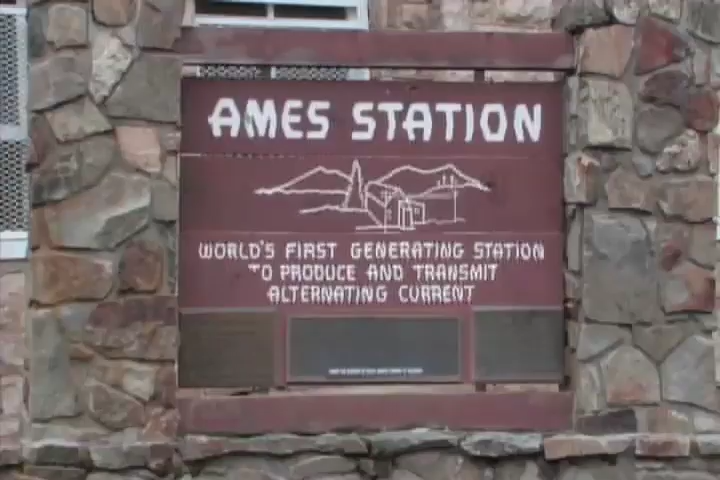 AMES STATION
WORLD'S FIRST GENERATING STATION
TO PRODUCE AND TRANSMIT
ALTERNATING CURRENT